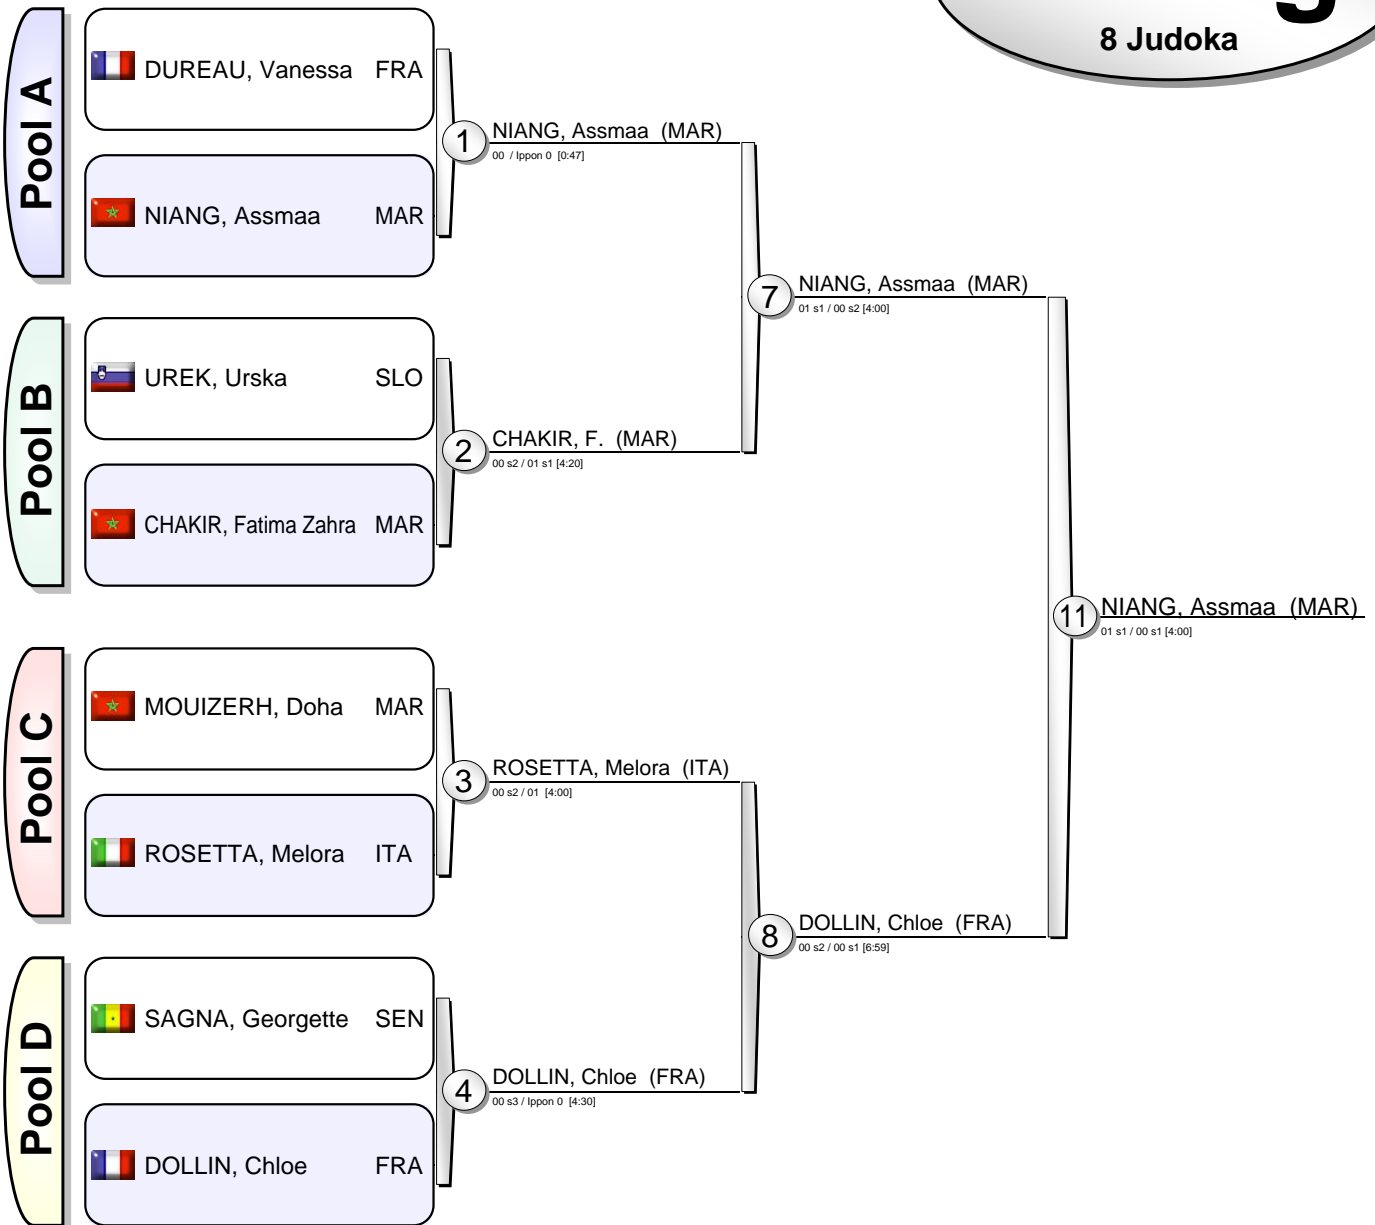 8 Judoka
Pool A
DUREAU, Vanessa FRA
NIANG, Assmaa MAR
1 NIANG, Assmaa (MAR)
00 / Ippon 0 [0:47]
Pool B
UREK, Urska SLO
CHAKIR, Fatima Zahra MAR
2 CHAKIR, F. (MAR)
00 s2 / 01 s1 [4:20]
7 NIANG, Assmaa (MAR)
01 s1 / 00 s2 [4:00]
Pool C
MOUIZERH, Doha MAR
ROSETTA, Melora ITA
3 ROSETTA, Melora (ITA)
00 s2 / 01 [4:00]
Pool D
SAGNA, Georgette SEN
DOLLIN, Chloe FRA
4 DOLLIN, Chloe (FRA)
00 s3 / Ippon 0 [4:30]
8 DOLLIN, Chloe (FRA)
00 s2 / 00 s1 [6:59]
11 NIANG, Assmaa (MAR)
01 s1 / 00 s1 [4:00]